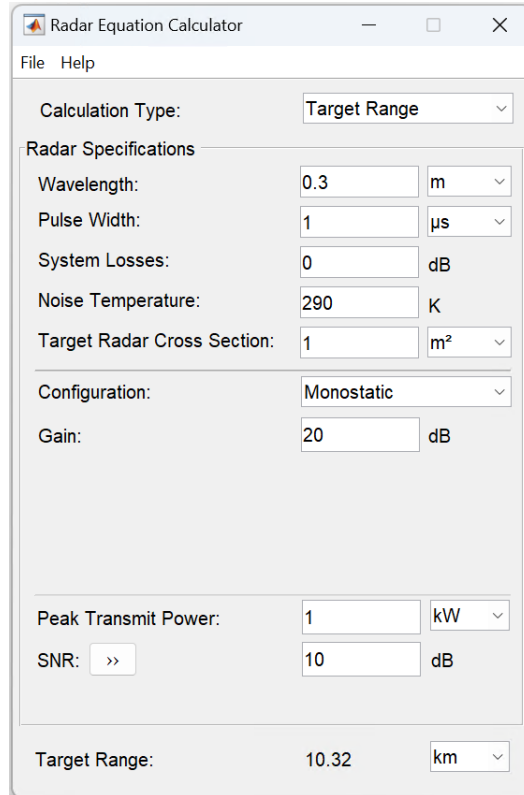 Radar Equation Calculator
File Help
Calculation Type: Target Range
Radar Specifications
Wavelength: 0.3 m
Pulse Width: 1 µs
System Losses: 0 dB
Noise Temperature: 290 K
Target Radar Cross Section: 1 m²
Configuration: Monostatic
Gain: 20 dB
Peak Transmit Power: 1 kW
SNR: >> 10 dB
Target Range: 10.32 km